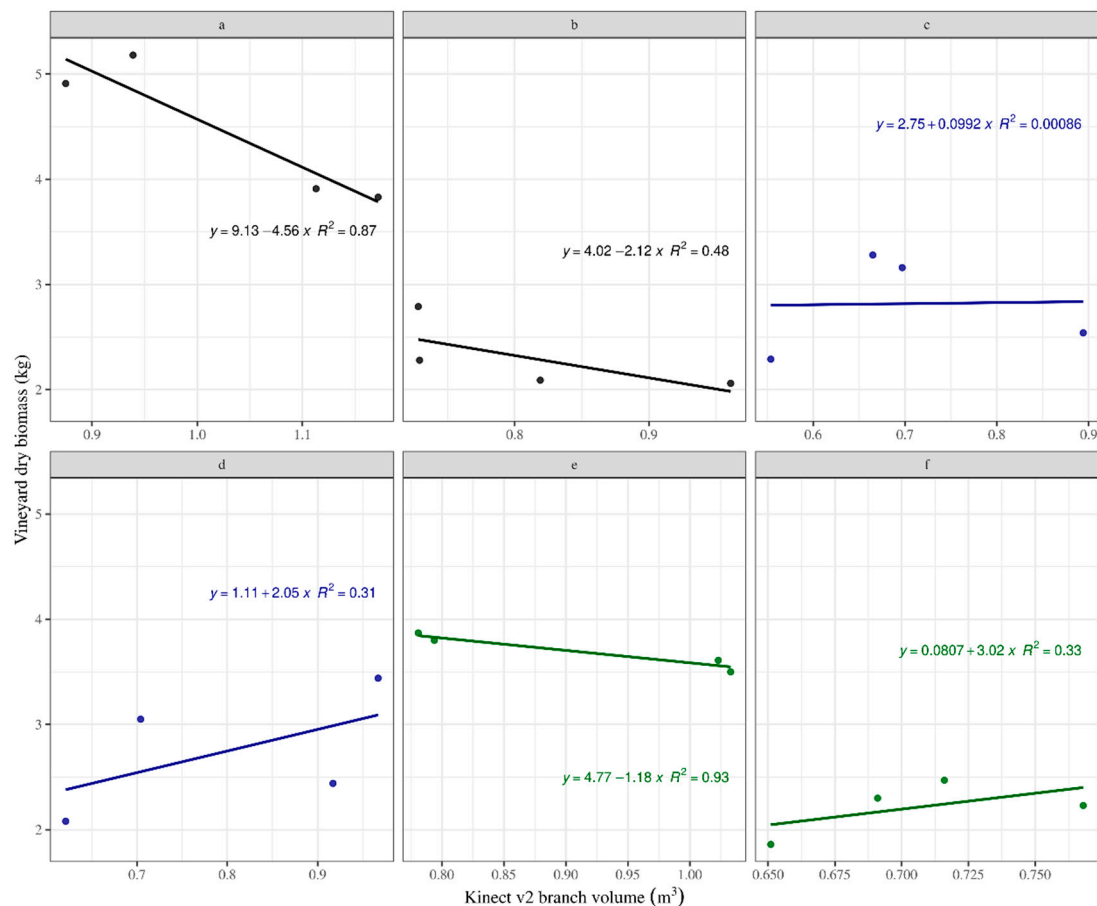 a b c
5
4
3
2
y = 2.75 + 0.0992 x R² = 0.00086
y = 9.13 − 4.56 x R² = 0.87
y = 4.02 − 2.12 x R² = 0.48
0.9 1.0 1.1 0.8 0.9 0.6 0.7 0.8 0.9
d e f
5
4
3
2
y = 1.11 + 2.05 x R² = 0.31
y = 0.0807 + 3.02 x R² = 0.33
y = 4.77 − 1.18 x R² = 0.93
0.7 0.8 0.9 0.80 0.85 0.90 0.95 1.00 0.650 0.675 0.700 0.725 0.750
Vineyard dry biomass (kg)
Kinect v2 branch volume (m³)